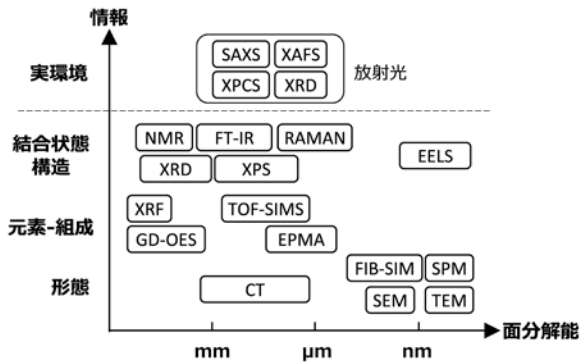 情報
実環境
SAXS XAFS
XPCS XRD
放射光
結合状態
構造
NMR FT-IR RAMAN
XRD XPS
EELS
元素-組成
XRF TOF-SIMS
GD-OES EPMA
形態
CT
FIB-SIM SPM
SEM TEM
mm μm nm
面分解能